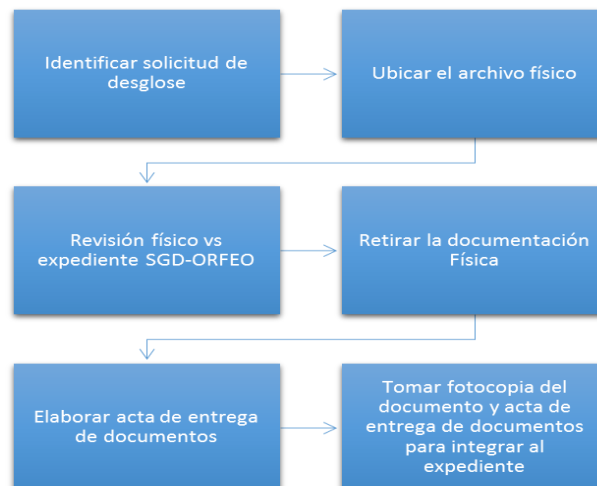 Identificar solicitud de
desglose
Ubicar el archivo físico
Revisión físico vs
expediente SGD-ORFEO
Retirar la documentación
Física
Elaborar acta de entrega
de documentos
Tomar fotocopia del
documento y acta de
entrega de documentos
para integrar al
expediente